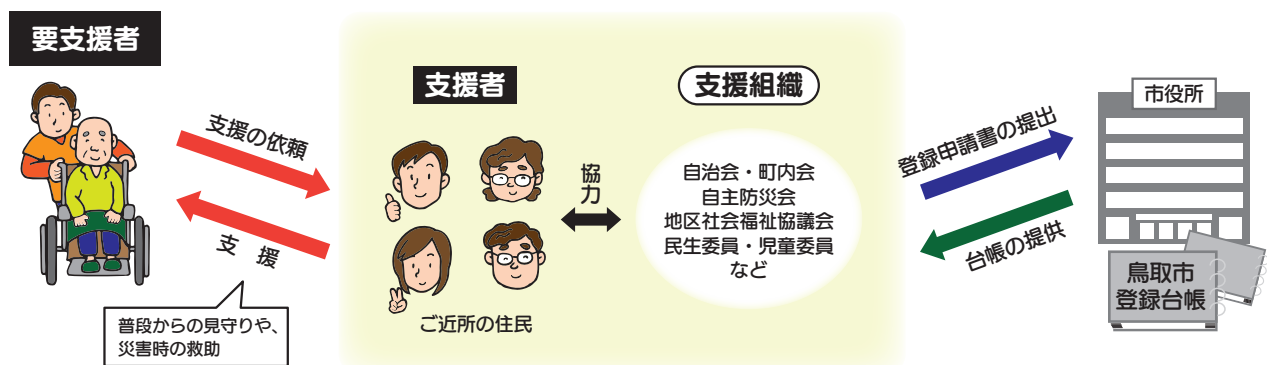 要支援者
支援の依頼
支 援
普段からの見守りや、
災害時の救助
支援者
ご近所の住民
協力
支援組織
自治会・町内会
自主防災会
地区社会福祉協議会
民生委員・児童委員
など
登録申請書の提出
台帳の提供
市役所
鳥取市
登録台帳